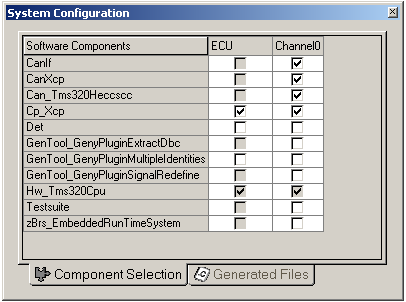 System Configuration
Software Components ECU Channel0
CanIf
CanXcp
Can_Tms320Heccscc
Cp_Xcp
Det
GenTool_GenyPluginExtractDbc
GenTool_GenyPluginMultipleIdentities
GenTool_GenyPluginSignalRedefine
Hw_Tms320Cpu
Testsuite
zBrs_EmbeddedRunTimeSystem
Component Selection Generated Files